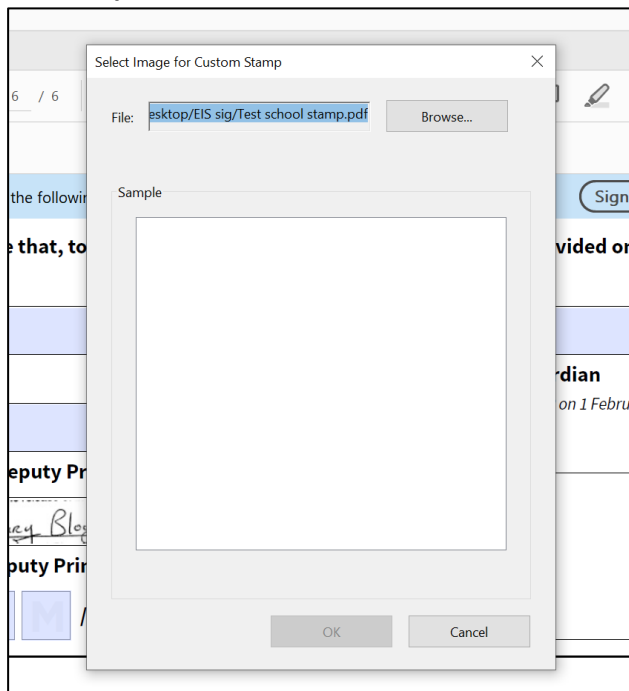 Select Image for Custom Stamp
6 / 6
File:
esktop/EIS sig/Test school stamp.pdf
Browse...
the followin
Sample
Sign
e that, to
vided on
rdian
on 1 Febru
eputy Pr
puty Prin
M /
OK
Cancel